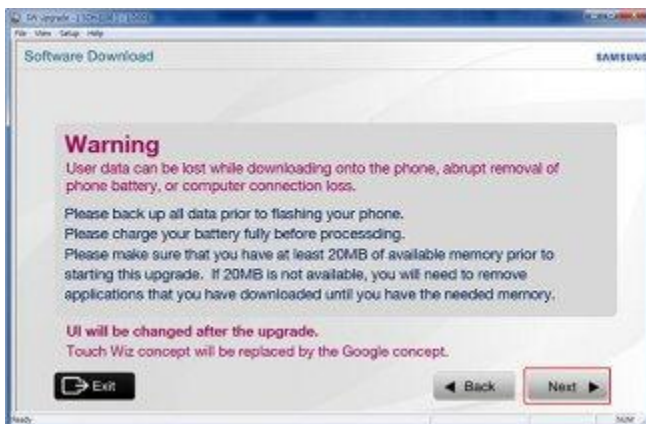 File View Setup Help
Software Download
SAMSUNG
Warning
User data can be lost while downloading onto the phone, abrupt removal of
phone battery, or computer connection loss.
Please back up all data prior to flashing your phone.
Please charge your battery fully before processding.
Please make sure that you have at least 20MB of available memory prior to
starting this upgrade. If 20MB is not available, you will need to remove
applications that you have downloaded until you have the needed memory.
UI will be changed after the upgrade.
Touch Wiz concept will be replaced by the Google concept.
Exit
Back
Next
Ready
NUM